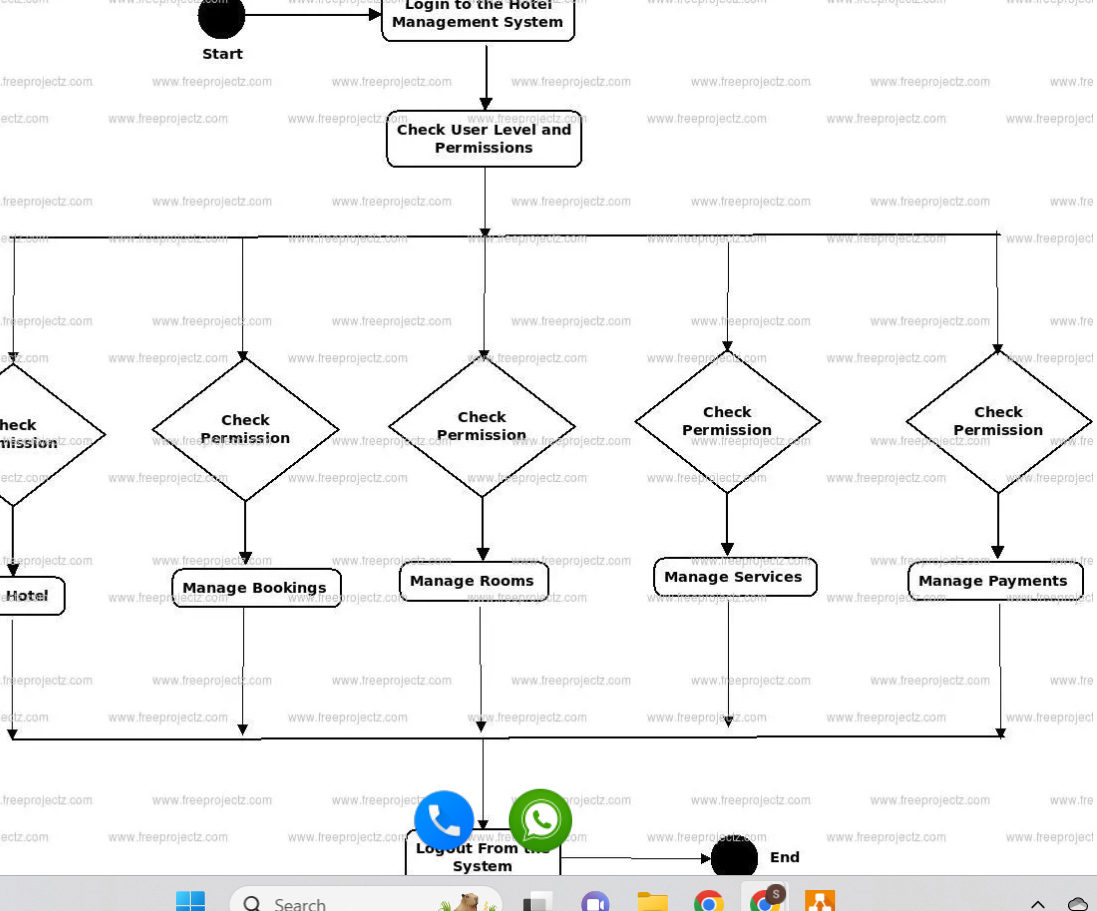 Login to the Hotel
Management System
Start
Check User Level and
Permissions
heck
mission
Check
Permission
Check
Permission
Check
Permission
Check
Permission
Hotel
Manage Bookings
Manage Rooms
Manage Services
Manage Payments
Logout From the
System
End
www.freeprojectz.com
S
Search